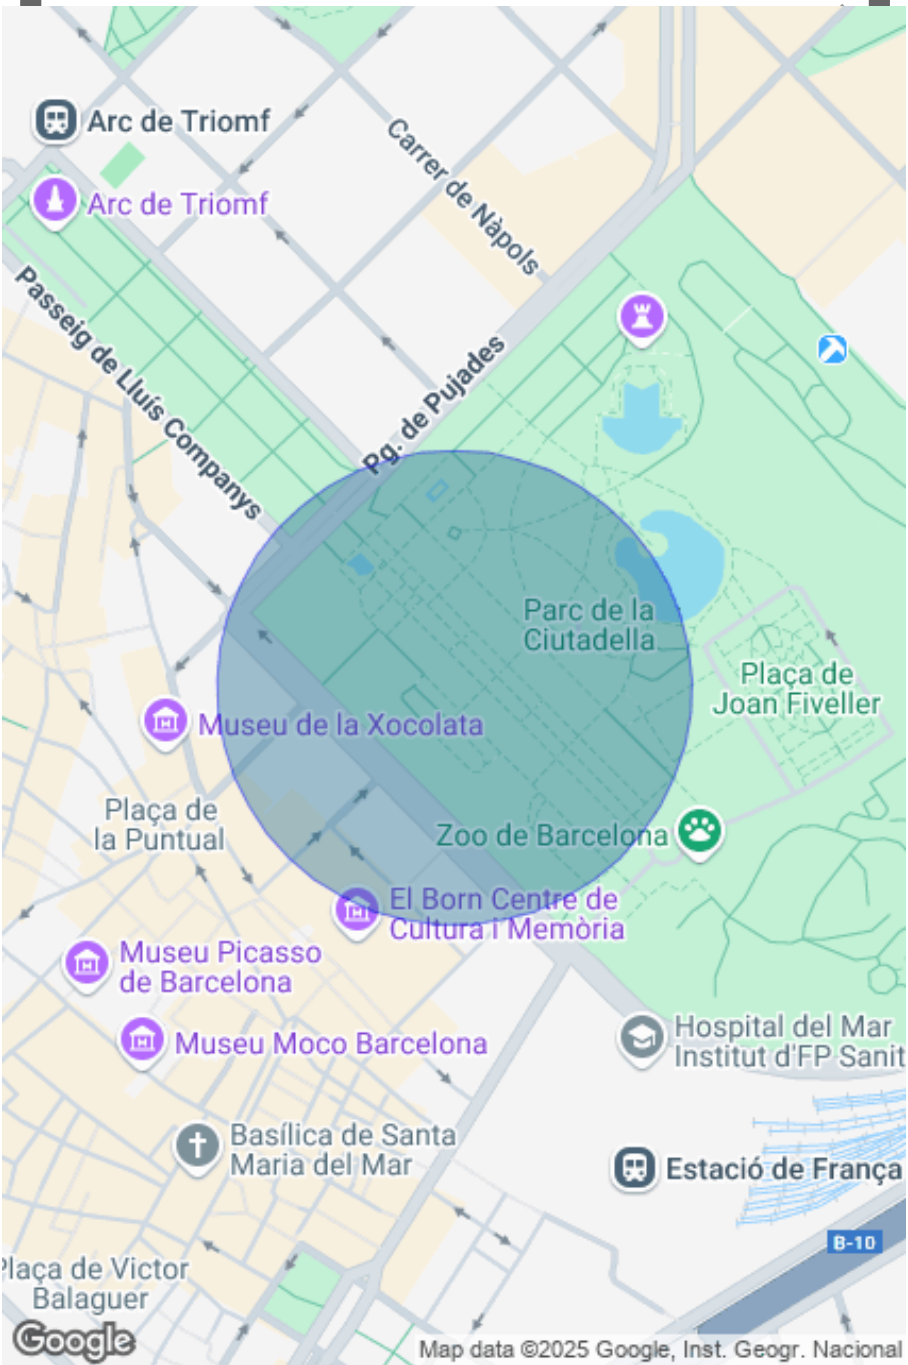 Arc de Triomf
Arc de Triomf
Carrer de Nàpols
Passeig de Lluís Companys
Pg. de Pujades
Parc de la
Ciutadella
Plaça de
Joan Fiveller
Museu de la Xocolata
Plaça de
la Puntual
Zoo de Barcelona
El Born Centre de
Cultura i Memòria
Museu Picasso
de Barcelona
Museu Moco Barcelona
Hospital del Mar
Institut d'FP Sanit
Basílica de Santa
Maria del Mar
Estació de França
B-10
Plaça de Victor
Balaguer
Google
Map data ©2025 Google, Inst. Geogr. Nacional